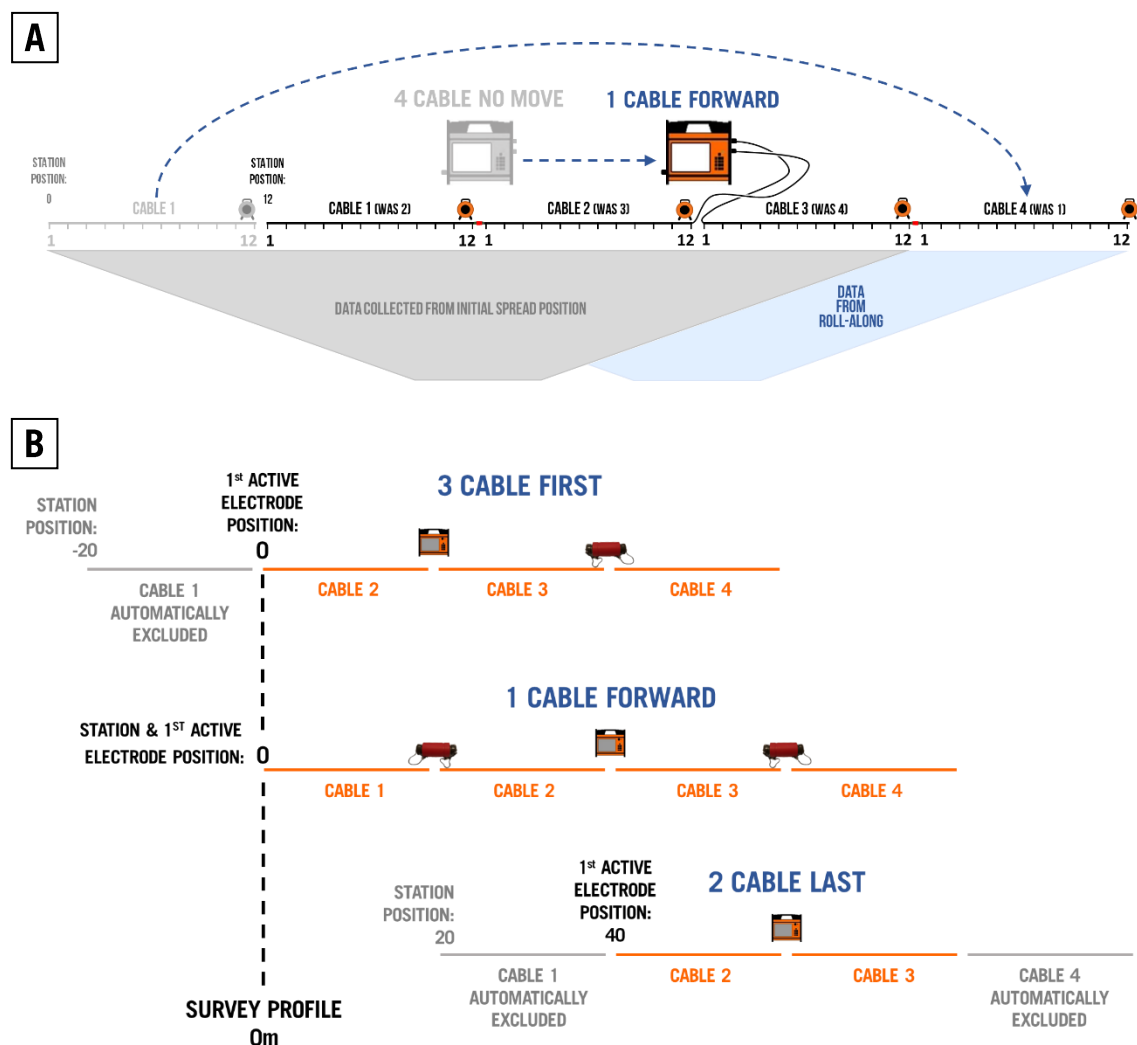 A
4 CABLE NO MOVE
1 CABLE FORWARD
STATION
POSTION:
0
STATION
POSTION:
12
CABLE 1
CABLE 1 (WAS 2)
CABLE 2 (WAS 3)
CABLE 3 (WAS 4)
CABLE 4 (WAS 1)
1
12
1
12
1
12
1
12
1
12
DATA COLLECTED FROM INITIAL SPREAD POSITION
DATA
FROM
ROLL-ALONG
B
3 CABLE FIRST
STATION
POSITION:
-20
1st ACTIVE
ELECTRODE
POSITION:
0
CABLE 1
AUTOMATICALLY
EXCLUDED
CABLE 2
CABLE 3
CABLE 4
1 CABLE FORWARD
STATION & 1ST ACTIVE
ELECTRODE POSITION: 0
CABLE 1
CABLE 2
CABLE 3
CABLE 4
2 CABLE LAST
STATION
POSITION:
20
1st ACTIVE
ELECTRODE
POSITION:
40
CABLE 1
AUTOMATICALLY
EXCLUDED
CABLE 2
CABLE 3
CABLE 4
AUTOMATICALLY
EXCLUDED
SURVEY PROFILE
0m